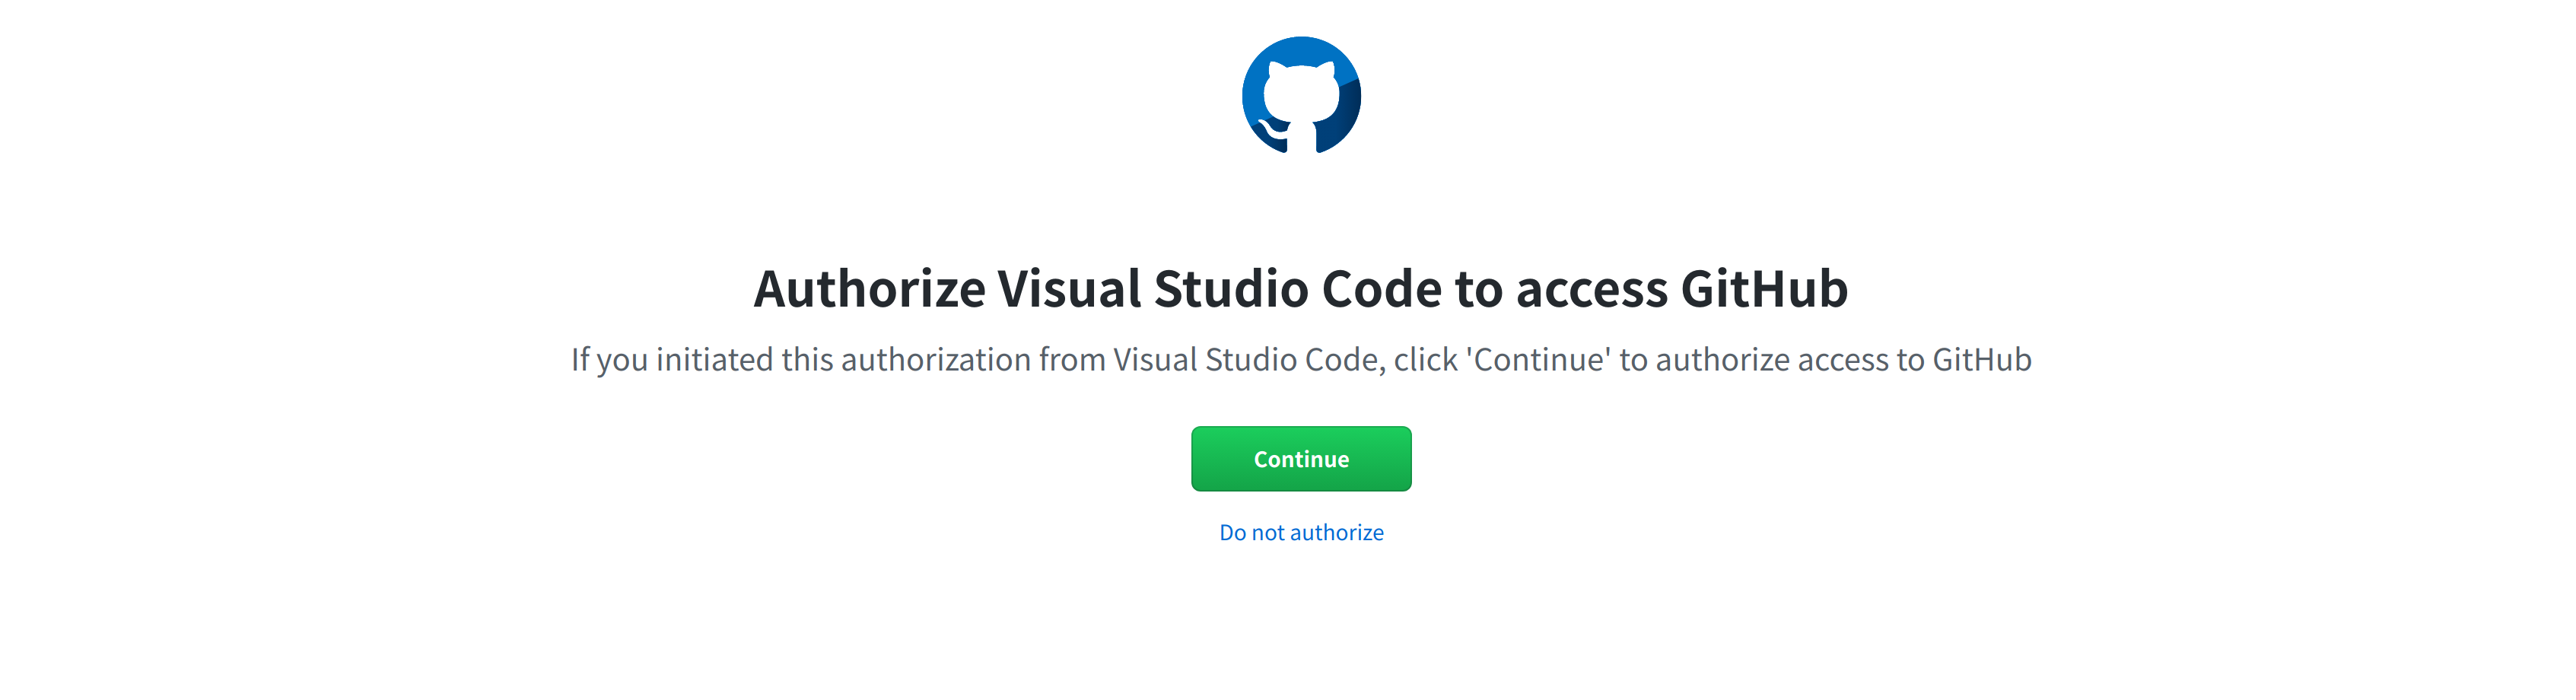 Authorize Visual Studio Code to access GitHub
If you initiated this authorization from Visual Studio Code, click 'Continue' to authorize access to GitHub
Continue
Do not authorize